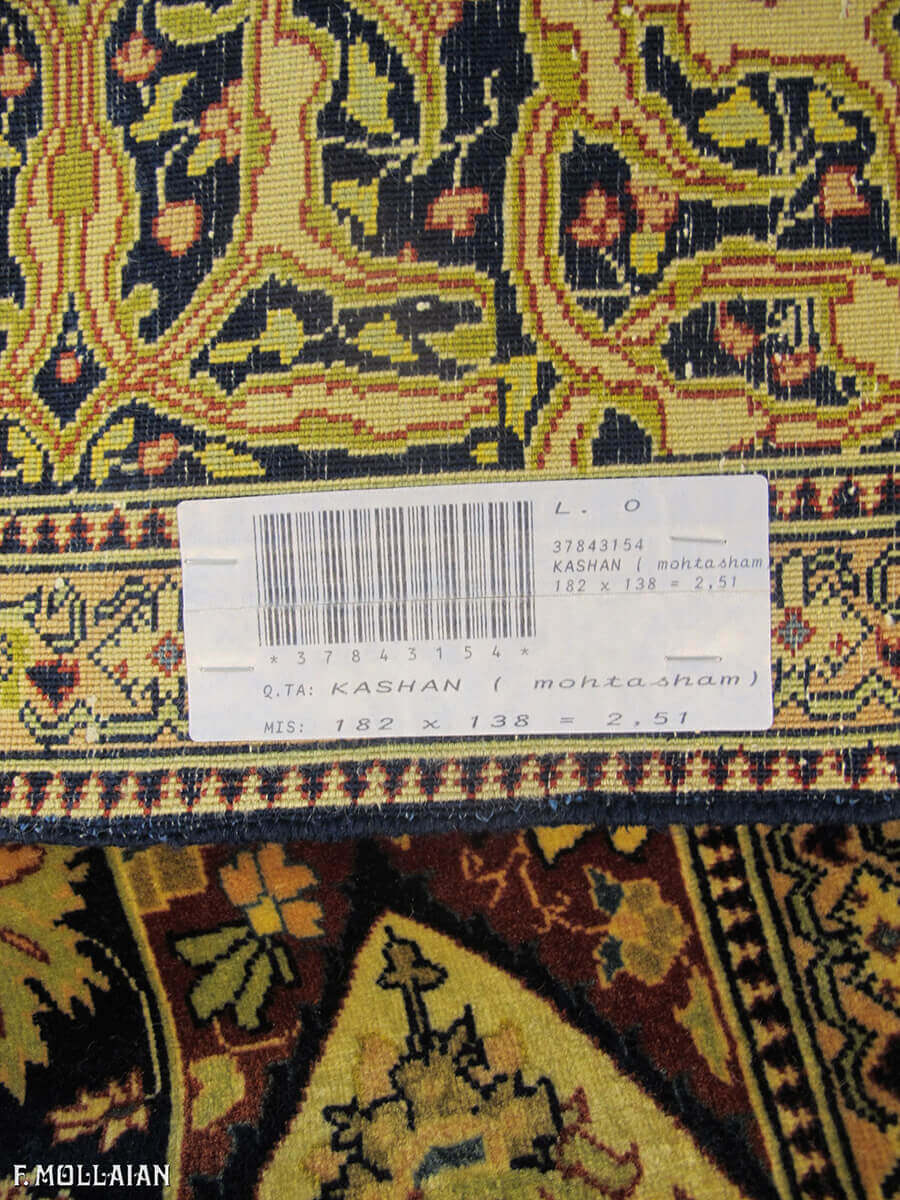 L. O
37843154
KASHAN ( mohtasham
182 x 138 = 2,51
*37843154*
Q.TA: KASHAN ( mohtasham)
MIS: 182 x 138 = 2,51
F. MOLLAIAN